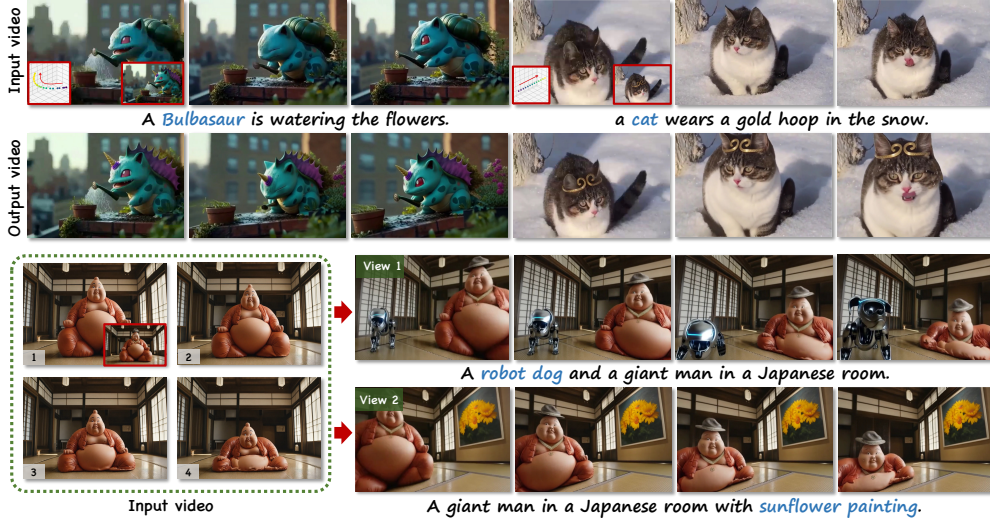 Input video
A Bulbasaur is watering the flowers.
a cat wears a gold hoop in the snow.
Output video
1
2
3
4
Input video
View 1
A robot dog and a giant man in a Japanese room.
View 2
A giant man in a Japanese room with sunflower painting.